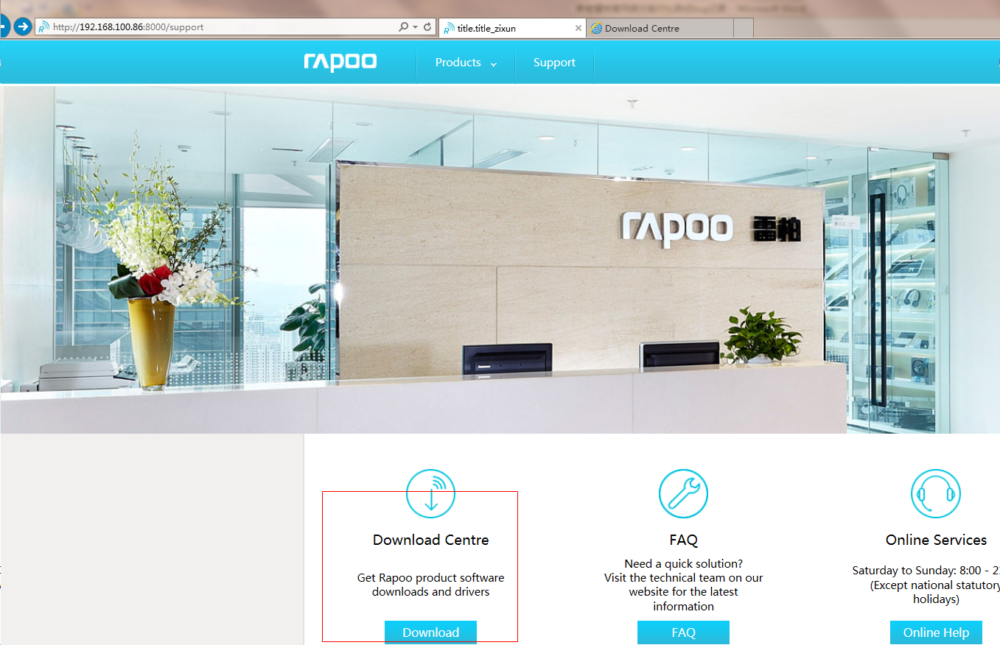 http://192.168.100.86:8000/support
title.title_zixun
Download Centre
rapoo
Products
Support
rapoo 雷柏
Download Centre
FAQ
Online Services
Get Rapoo product software
downloads and drivers
Need a quick solution?
Visit the technical team on our
website for the latest
information
Saturday to Sunday: 8:00 - 2
(Except national statutory
holidays)
Download
FAQ
Online Help